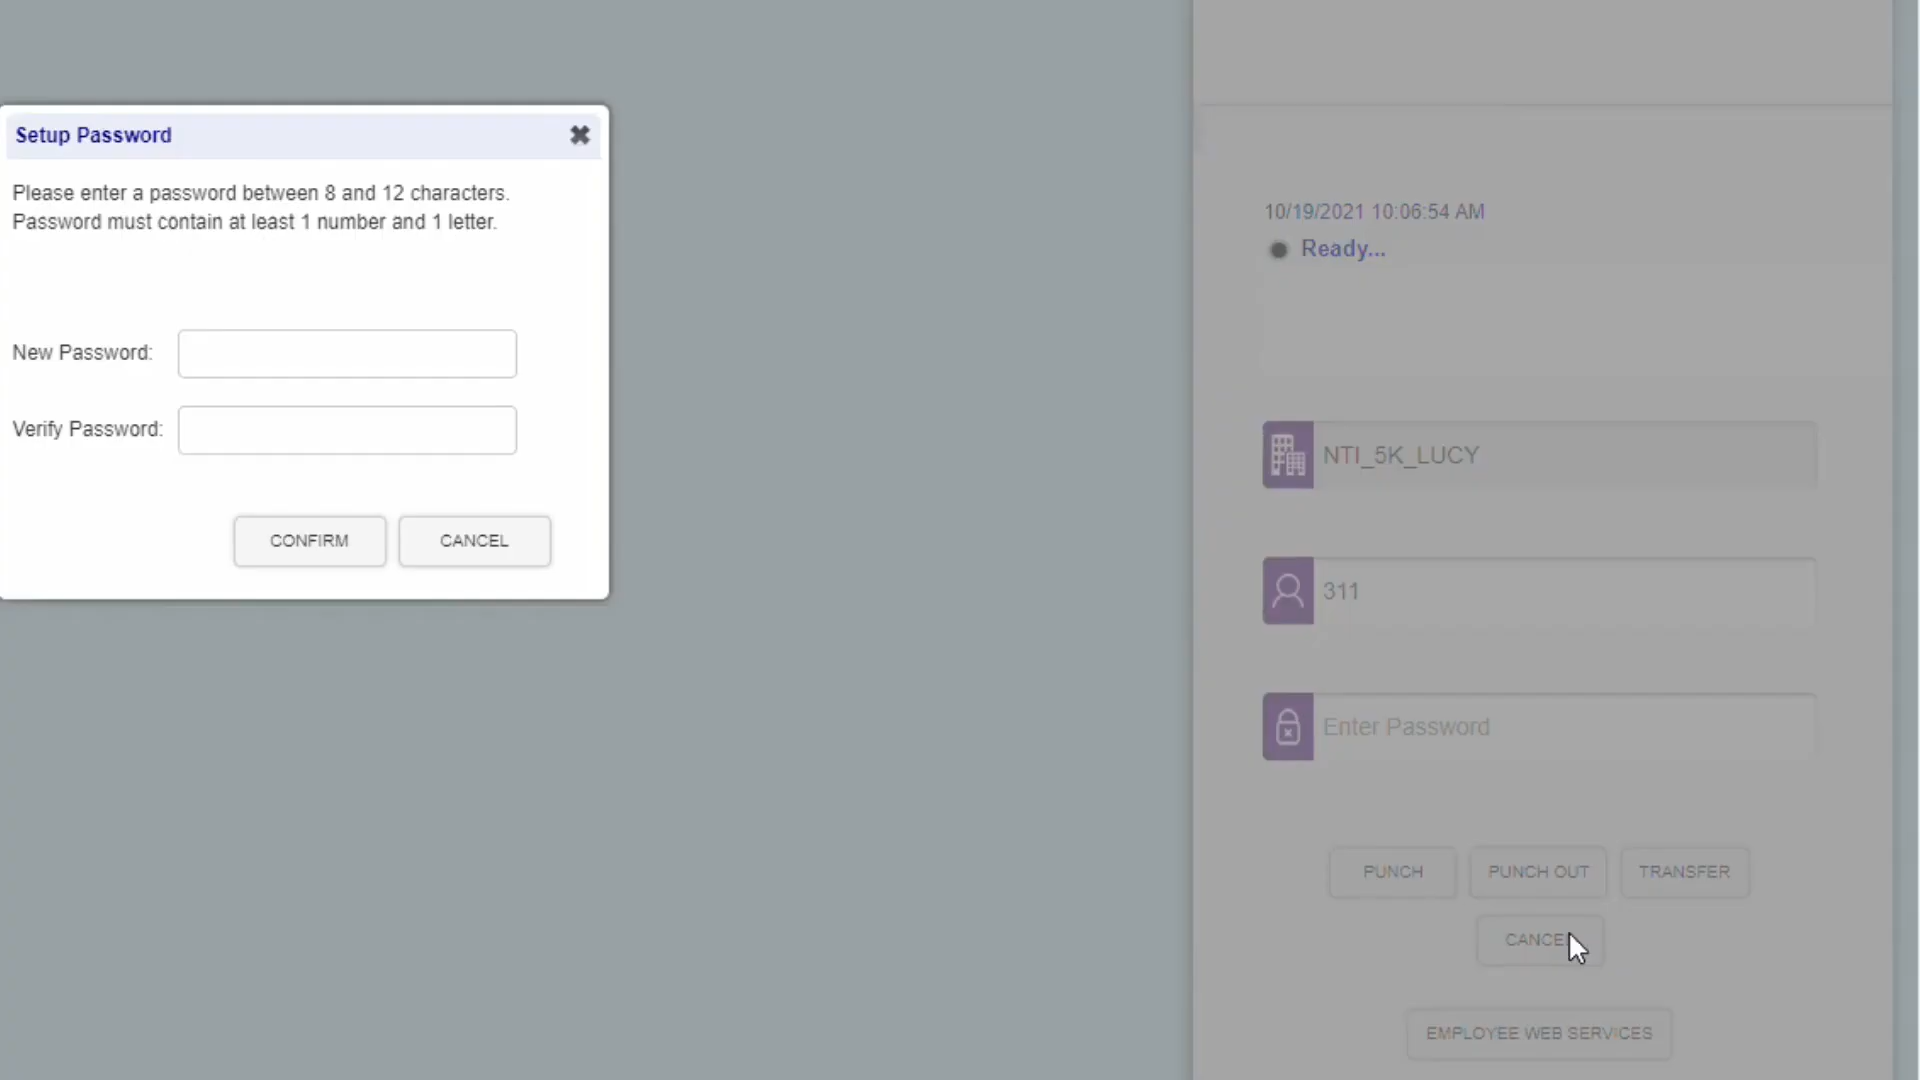 Setup Password
Please enter a password between 8 and 12 characters.
Password must contain at least 1 number and 1 letter.
New Password:
Verify Password:
CONFIRM CANCEL
10/19/2021 10:06:54 AM
Ready...
NTI_5K_LUCY
311
Enter Password
PUNCH PUNCH OUT TRANSFER
CANCEL
EMPLOYEE WEB SERVICES